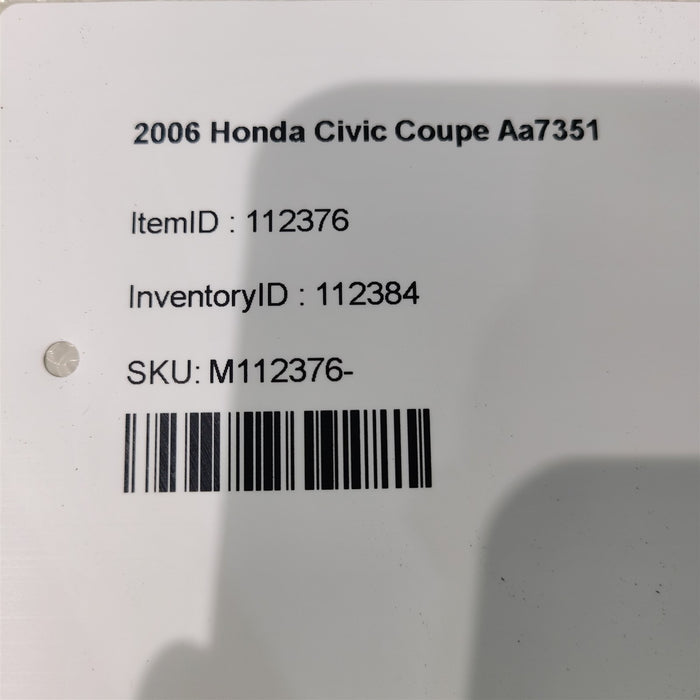 2006 Honda Civic Coupe Aa7351
ItemID : 112376
InventoryID : 112384
SKU: M112376-